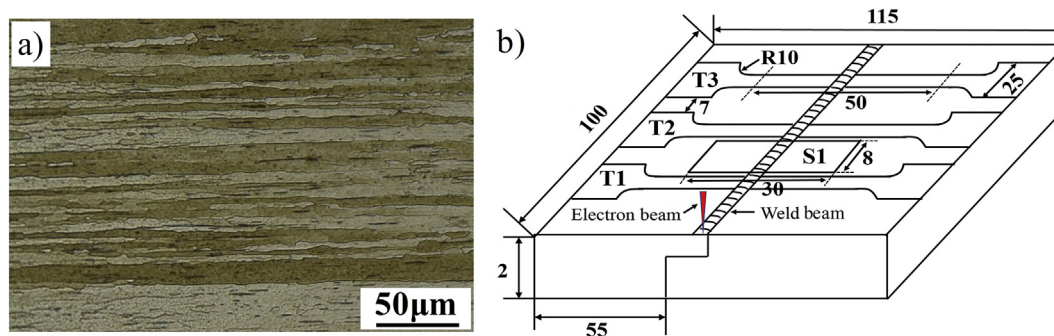 a)
50μm
b)
115
R10
T3
25
7
50
100
T2
S1
8
T1
30
Electron beam
Weld beam
2
55